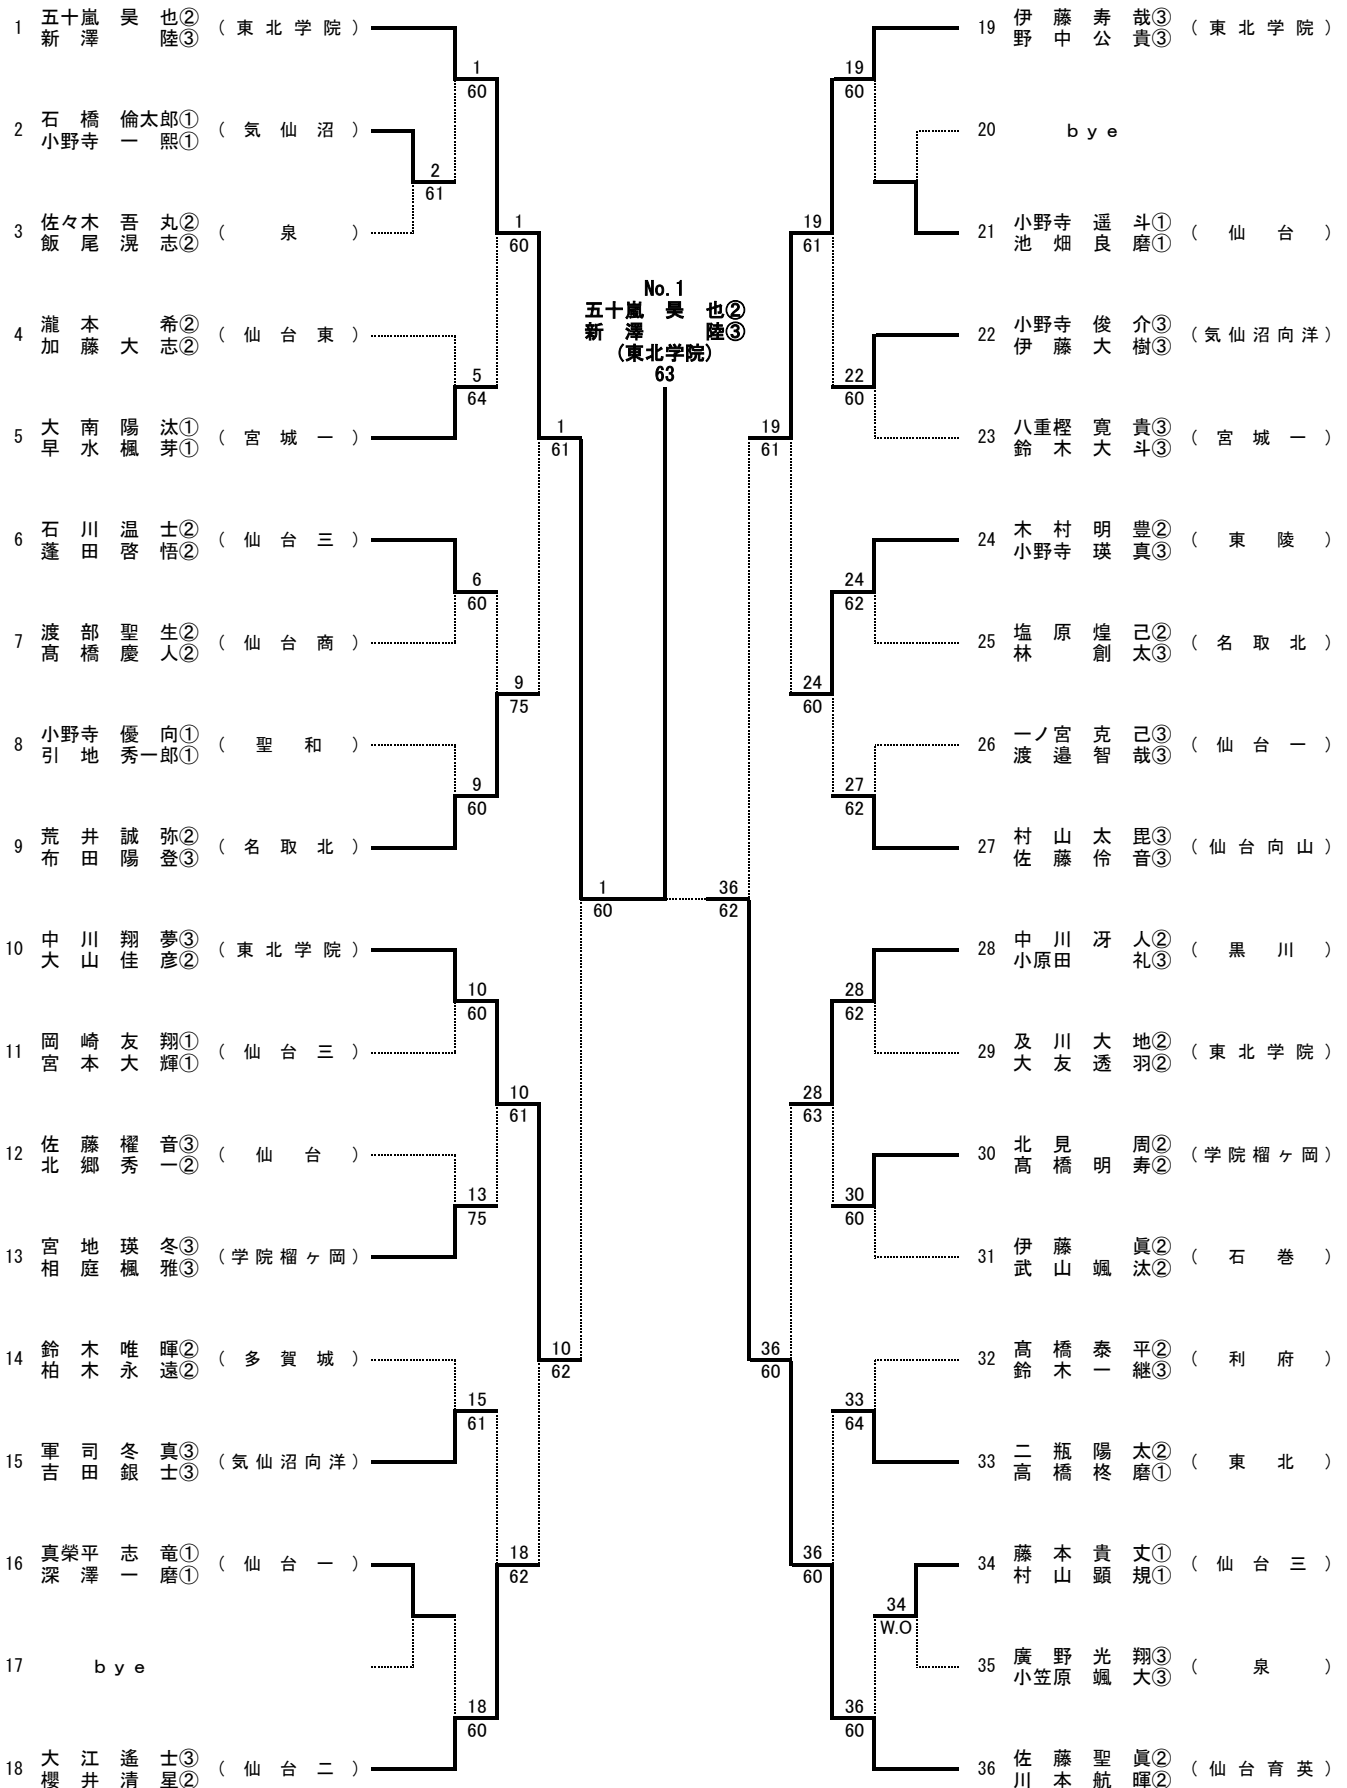 1 五十嵐 昊 也② (東北学院)
新 澤 陸③
1
60
2 石 橋 倫太郎① (気仙沼)
小野寺 一 熙①
2
61
3 佐々木 吾 丸② (泉)
飯 尾 滉 志②
1
60
4 瀧 本 希② (仙台東)
加 藤 大 志②
5
64
5 大 南 陽 汰① (宮城一)
早 水 楓 芽①
1
61
6 石 川 温 士② (仙台三)
蓬 田 啓 悟②
6
60
7 渡 部 聖 生② (仙台商)
髙 橋 慶 人②
9
75
8 小野寺 優 向① (聖和)
引 地 秀一郎①
9
60
9 荒 井 誠 弥② (名取北)
布 田 陽 登③
1
60
10 中 川 翔 夢③ (東北学院)
大 山 佳 彦②
10
60
11 岡 崎 友 翔① (仙台三)
宮 本 大 輝①
10
61
12 佐 藤 櫂 音③ (仙台)
北 郷 秀 一②
13
75
13 宮 地 瑛 冬③ (学院榴ヶ岡)
相 庭 楓 雅③
10
62
14 鈴 木 唯 暉② (多賀城)
柏 木 永 遠②
15
61
15 軍 司 冬 真③ (気仙沼向洋)
吉 田 銀 士③
16 真榮平 志 竜① (仙台一)
深 澤 一 磨①
18
62
17 bye
18
60
18 大 江 遙 士③ (仙台二)
櫻 井 清 星②
No.1
五十嵐 昊 也②
新 澤 陸③
(東北学院)
63
19 伊 藤 寿 哉③ (東北学院)
野 中 公 貴③
19
60
20 bye
21 小野寺 遥 斗① (仙台)
池 畑 良 磨①
19
61
22 小野寺 俊 介③ (気仙沼向洋)
伊 藤 大 樹③
22
60
23 八重樫 寛 貴③ (宮城一)
鈴 木 大 斗③
19
61
24 木 村 明 豊② (東陵)
小野寺 瑛 真③
24
62
25 塩 原 煌 己② (名取北)
林 創 太③
24
60
26 一ノ宮 克 己③ (仙台一)
渡 邉 智 哉③
27
62
27 村 山 太 毘③ (仙台向山)
佐 藤 伶 音③
36
62
28 中 川 冴 人② (黒川)
小原田 礼③
28
62
29 及 川 大 地② (東北学院)
大 友 透 羽②
28
63
30 北 見 周② (学院榴ヶ岡)
髙 橋 明 寿②
30
60
31 伊 藤 眞② (石巻)
武 山 颯 汰②
36
60
32 髙 橋 泰 平② (利府)
鈴 木 一 継③
33
64
33 二 瓶 陽 太② (東北)
高 橋 柊 磨①
36
60
34 藤 本 貴 丈① (仙台三)
村 山 顕 規①
34
W.O
35 廣 野 光 翔③ (泉)
小笠原 颯 大③
36
60
36 佐 藤 聖 眞② (仙台育英)
川 本 航 暉②